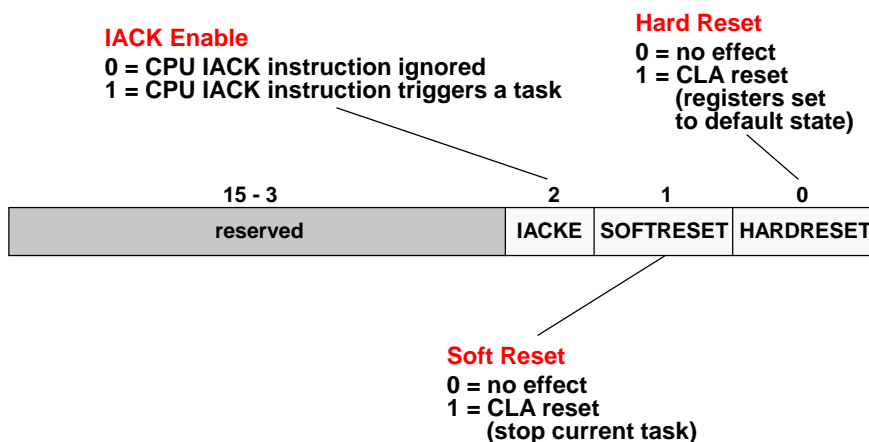 IACK Enable
0 = CPU IACK instruction ignored
1 = CPU IACK instruction triggers a task
Hard Reset
0 = no effect
1 = CLA reset
(registers set
to default state)
15 - 3
2
1
0
reserved
IACKE
SOFTRESET
HARDRESET
Soft Reset
0 = no effect
1 = CLA reset
(stop current task)